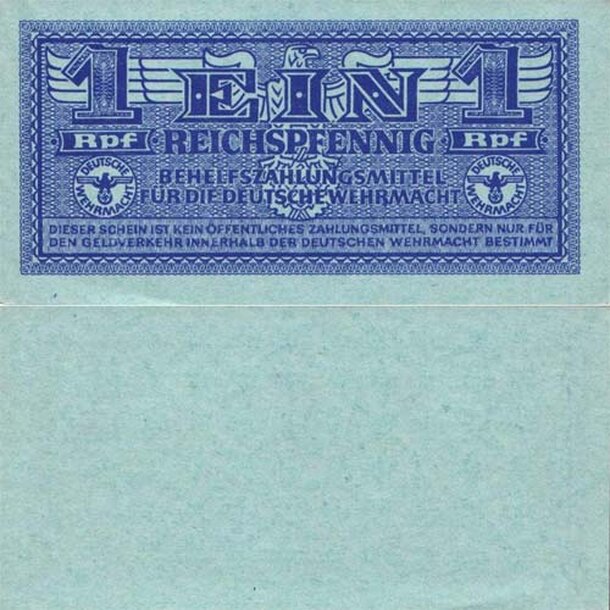 1 EIN 1
Rpf REICHSPFENNIG Rpf
DEUTSCHE WEHRMACHT
BEHELFSZAHLUNGSMITTEL
FÜR DIE DEUTSCHE WEHRMACHT
DEUTSCHE WEHRMACHT
DIESER SCHEIN IST KEIN ÖFFENTLICHES ZAHLUNGSMITTEL, SONDERN NUR FÜR
DEN GELDVERKEHR INNERHALB DER DEUTSCHEN WEHRMACHT BESTIMMT